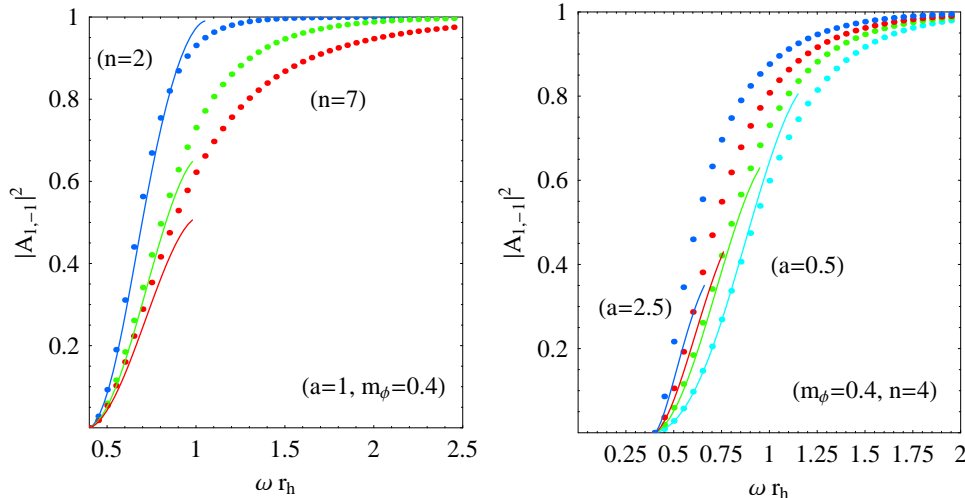 1
0.8
0.6
0.4
0.2
|A₁,₋₁|²
(n=2)
(n=7)
(a=1, mᵩ=0.4)
0.5 1 1.5 2 2.5
ω rₕ
1
0.8
0.6
0.4
0.2
|A₁,₋₁|²
(a=0.5)
(a=2.5)
(mᵩ=0.4, n=4)
0.25 0.5 0.75 1 1.25 1.5 1.75 2
ω rₕ